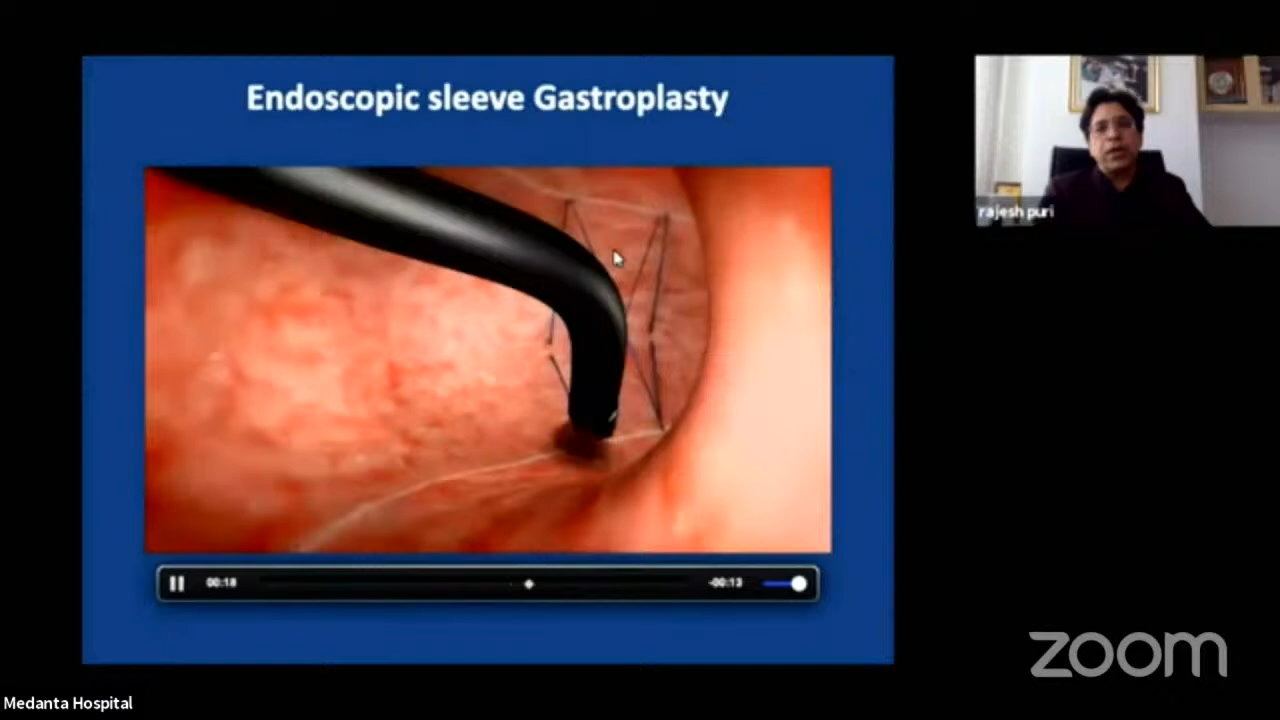 Endoscopic sleeve Gastroplasty
rajesh puri
00:18
-00:13
zoom
Medanta Hospital